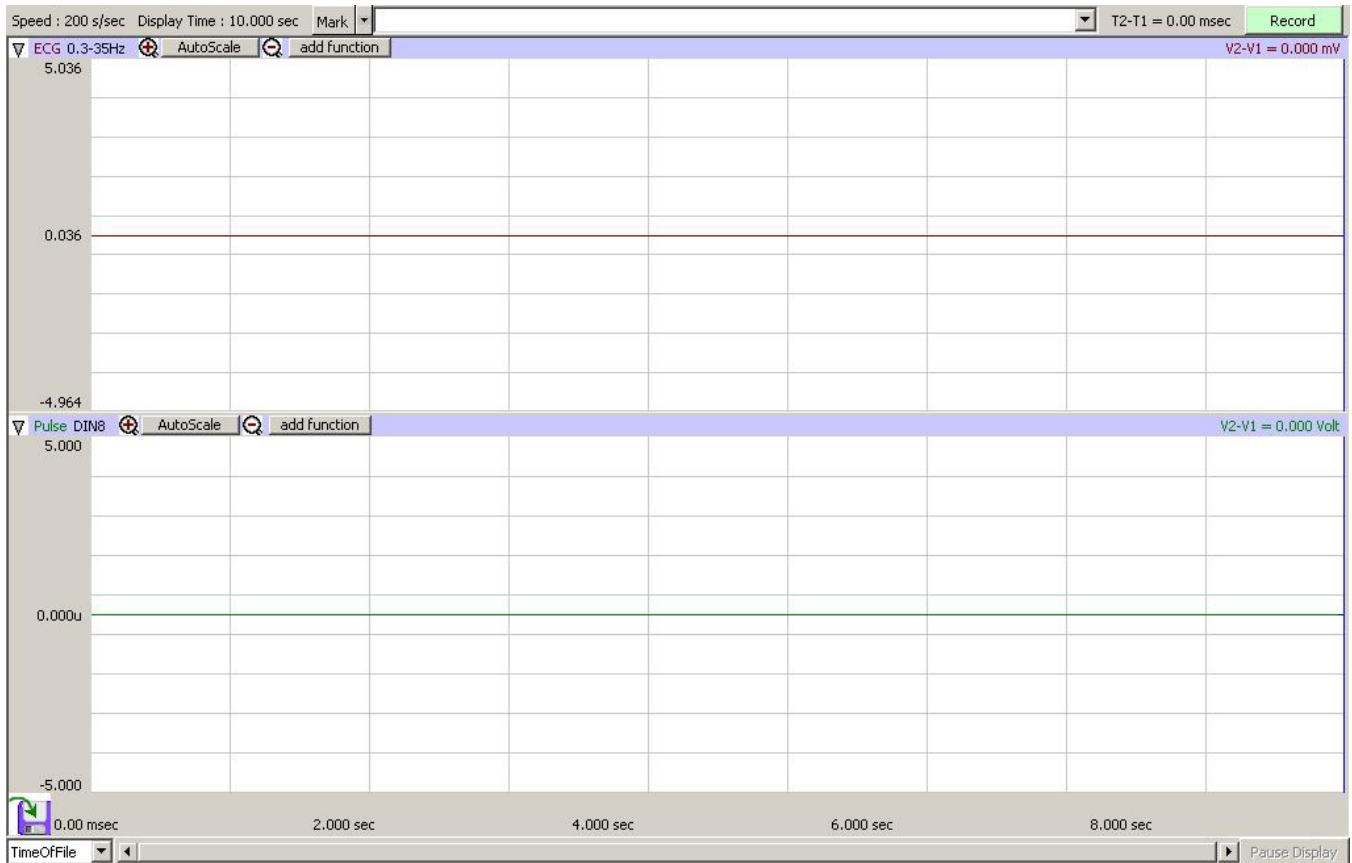 Speed : 200 s/sec Display Time : 10.000 sec Mark T2-T1 = 0.00 msec Record
ECG 0.3-35Hz AutoScale add function V2-V1 = 0.000 mV
5.036
0.036
-4.964
Pulse DIN8 AutoScale add function V2-V1 = 0.000 Volt
5.000
0.000u
-5.000
0.00 msec 2.000 sec 4.000 sec 6.000 sec 8.000 sec
TimeOfFile Pause Display